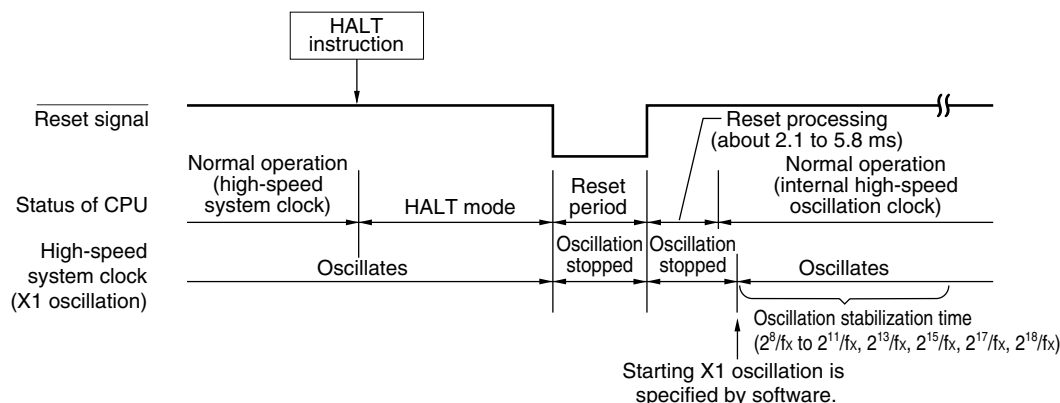 HALT
instruction
Reset signal
Reset processing
(about 2.1 to 5.8 ms)
Status of CPU
Normal operation
(high-speed
system clock)
HALT mode
Reset
period
Normal operation
(internal high-speed
oscillation clock)
High-speed
system clock
(X1 oscillation)
Oscillates
Oscillation
stopped
Oscillation
stopped
Oscillates
Oscillation stabilization time
(2⁸/fx to 2¹¹/fx, 2¹³/fx, 2¹⁵/fx, 2¹⁷/fx, 2¹⁸/fx)
Starting X1 oscillation is
specified by software.